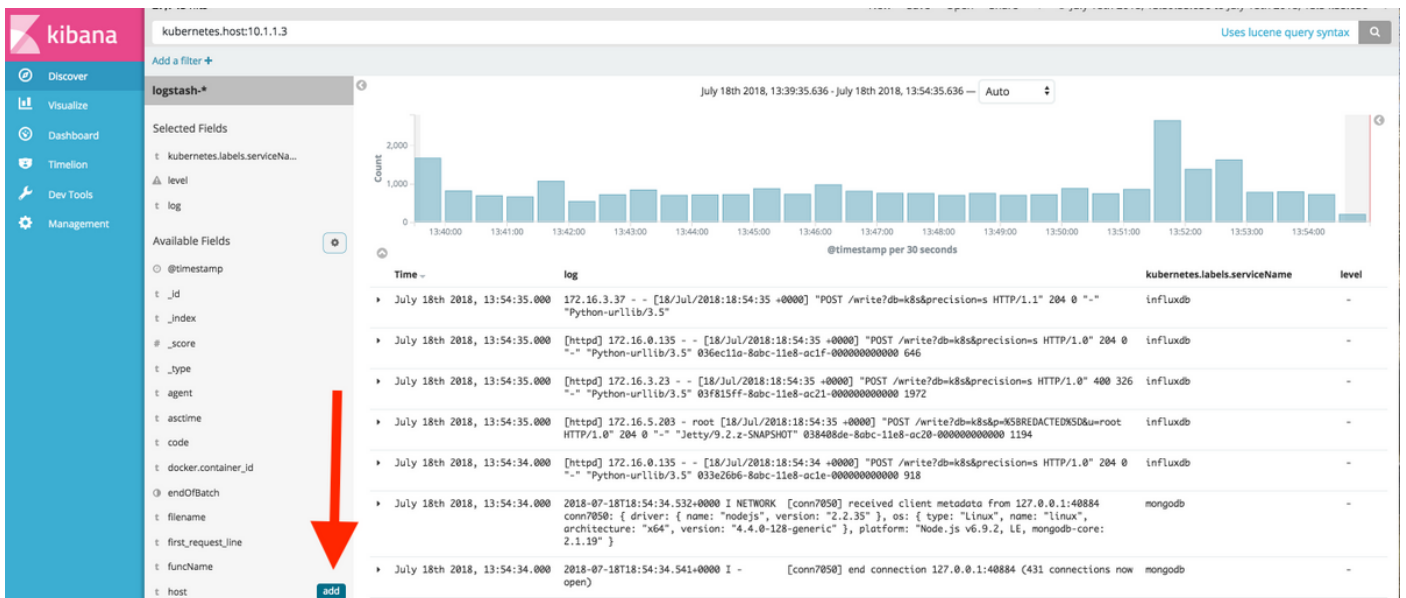 kibana
kubernetes.host:10.1.1.3
Uses lucene query syntax
Add a filter +
Discover
Visualize
Dashboard
Timelion
Dev Tools
Management
logstash-*
Selected Fields
t kubernetes.labels.serviceNa...
level
t log
Available Fields
@timestamp
t _id
t _index
# _score
t _type
t agent
t asctime
t code
t docker.container_id
endOfBatch
t filename
t first_request_line
t funcName
t host
add
July 18th 2018, 13:39:35.636 - July 18th 2018, 13:54:35.636 — Auto
Count
2,000
1,000
0
13:40:00 13:41:00 13:42:00 13:43:00 13:44:00 13:45:00 13:46:00 13:47:00 13:48:00 13:49:00 13:50:00 13:51:00 13:52:00 13:53:00 13:54:00
@timestamp per 30 seconds
Time log kubernetes.labels.serviceName level
July 18th 2018, 13:54:35.000 172.16.3.37 - - [18/Jul/2018:18:54:35 +0000] "POST /write?db=k8s&precision=s HTTP/1.1" 204 0 "-" influxdb -
"Python-urllib/3.5"
July 18th 2018, 13:54:35.000 [httpd] 172.16.0.135 - - [18/Jul/2018:18:54:35 +0000] "POST /write?db=k8s&precision=s HTTP/1.0" 204 0 influxdb -
"-" "Python-urllib/3.5" 036ec11a-8abc-11e8-ac1f-000000000000 646
July 18th 2018, 13:54:35.000 [httpd] 172.16.3.23 - - [18/Jul/2018:18:54:35 +0000] "POST /write?db=k8s&precision=s HTTP/1.0" 400 326 influxdb -
"-" "Python-urllib/3.5" 03f815ff-8abc-11e8-ac21-000000000000 1972
July 18th 2018, 13:54:35.000 [httpd] 172.16.5.203 - root [18/Jul/2018:18:54:35 +0000] "POST /write?db=k8s&p=%5BREDACTED%5D&u=root influxdb -
HTTP/1.0" 204 0 "-" "Jetty/9.2.z-SNAPSHOT" 038408de-8abc-11e8-ac20-000000000000 1194
July 18th 2018, 13:54:34.000 [httpd] 172.16.0.135 - - [18/Jul/2018:18:54:34 +0000] "POST /write?db=k8s&precision=s HTTP/1.0" 204 0 influxdb -
"-" "Python-urllib/3.5" 033e26b6-8abc-11e8-ac1e-000000000000 918
July 18th 2018, 13:54:34.000 2018-07-18T18:54:34.532+0000 I NETWORK [conn7050] received client metadata from 127.0.0.1:40884 mongodb -
conn7050: { driver: { name: "nodejs", version: "2.2.35" }, os: { type: "Linux", name: "linux",
architecture: "x64", version: "4.4.0-128-generic" }, platform: "Node.js v6.9.2, LE, mongodb-core:
2.1.19" }
July 18th 2018, 13:54:34.000 2018-07-18T18:54:34.541+0000 I - [conn7050] end connection 127.0.0.1:40884 (431 connections now mongodb -
open)